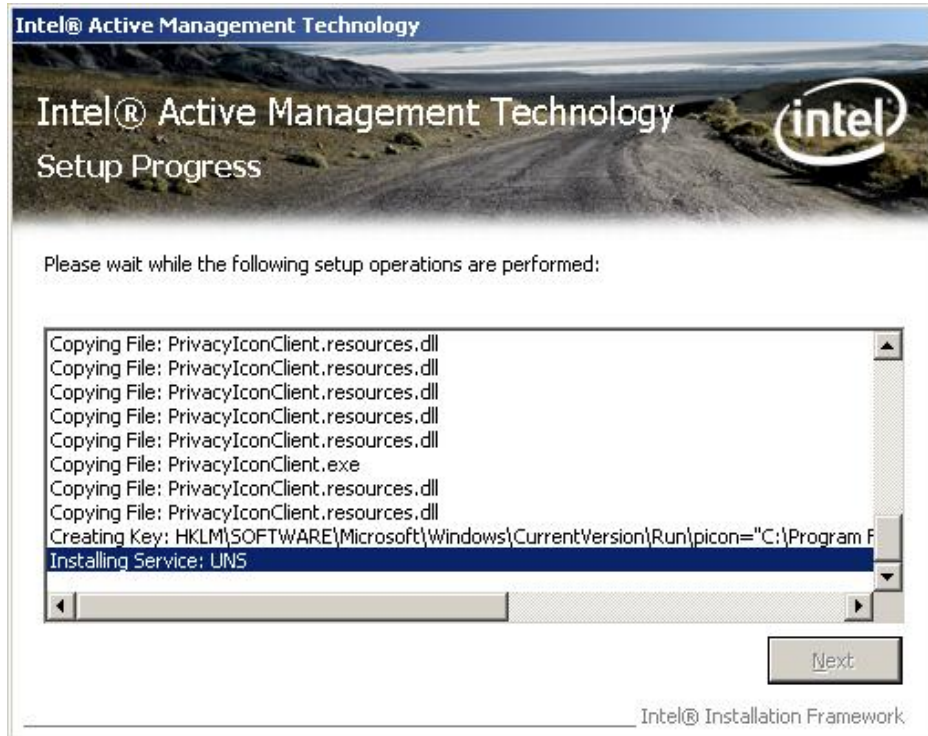 Intel® Active Management Technology
Intel® Active Management Technology
Setup Progress
intel
Please wait while the following setup operations are performed:
Copying File: PrivacyIconClient.resources.dll
Copying File: PrivacyIconClient.resources.dll
Copying File: PrivacyIconClient.resources.dll
Copying File: PrivacyIconClient.resources.dll
Copying File: PrivacyIconClient.resources.dll
Copying File: PrivacyIconClient.exe
Copying File: PrivacyIconClient.resources.dll
Copying File: PrivacyIconClient.resources.dll
Creating Key: HKLM\SOFTWARE\Microsoft\Windows\CurrentVersion\Run\picon="C:\Program F
Installing Service: UNS
Next
Intel® Installation Framework